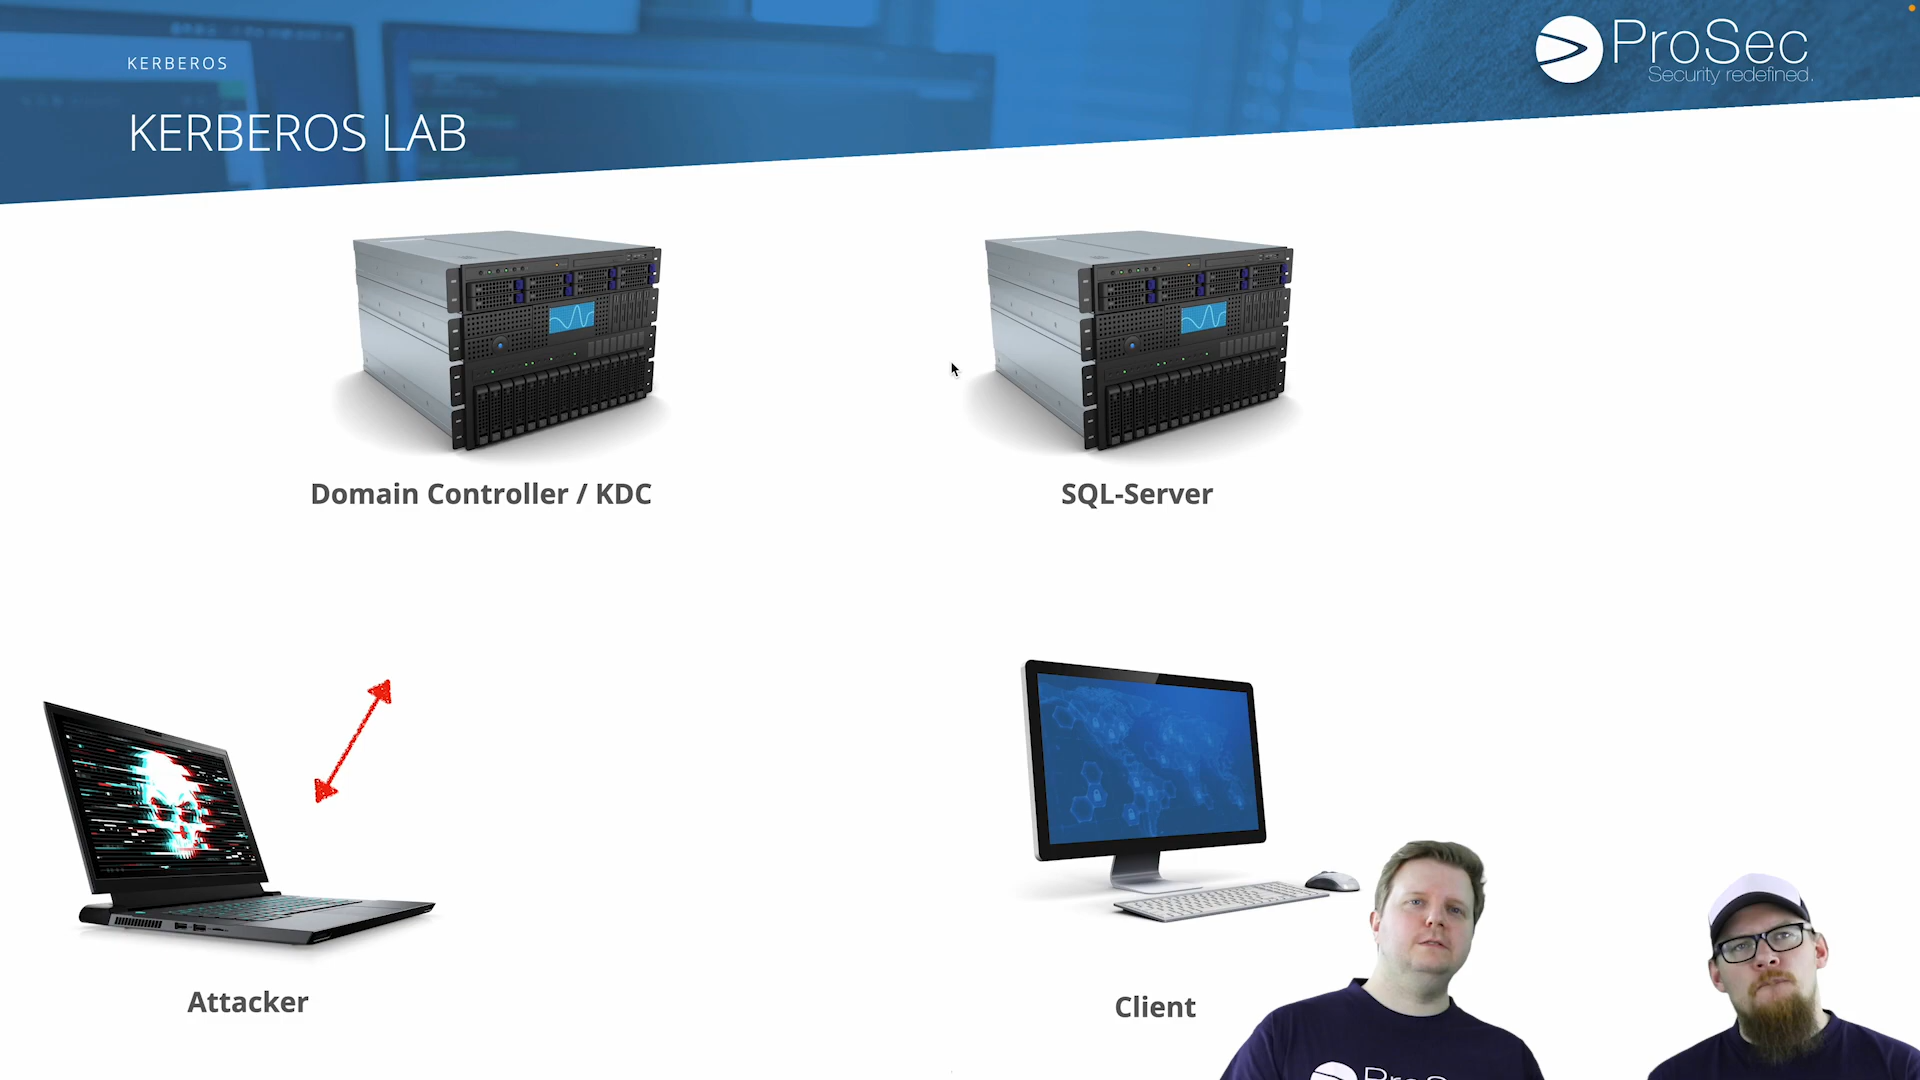 KERBEROS
KERBEROS LAB
ProSec
Security redefined.
Domain Controller / KDC
SQL-Server
Attacker
Client